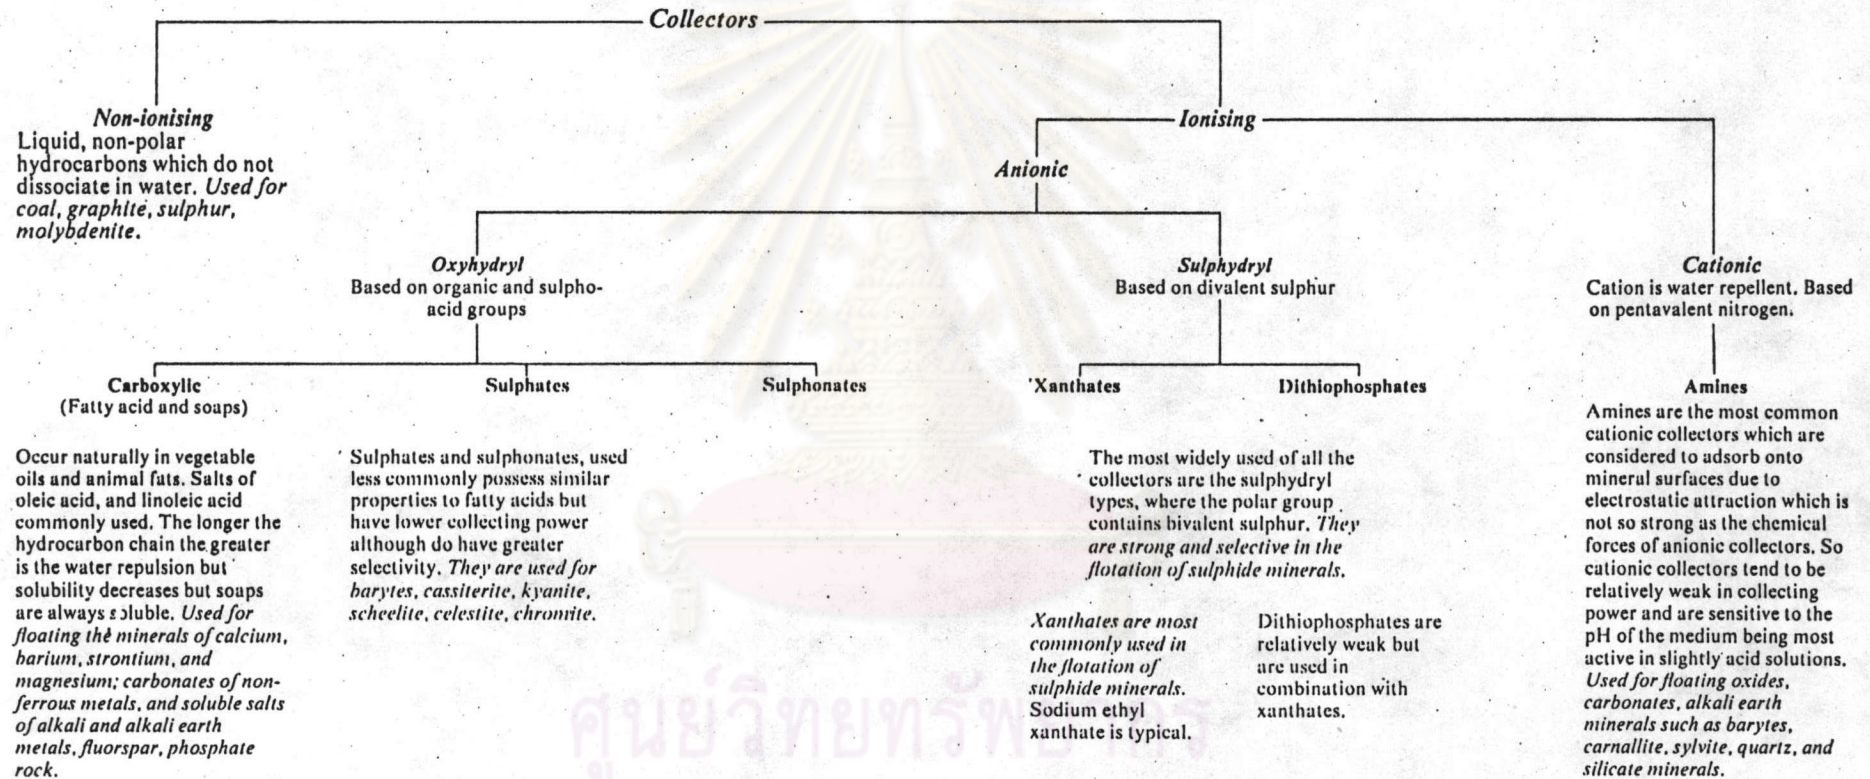 Collectors
Non-ionising
Liquid, non-polar
hydrocarbons which do not
dissociate in water. Used for
coal, graphite, sulphur,
molybdenite.
Ionising
Anionic
Oxyhydryl
Based on organic and sulpho-
acid groups
Sulphydryl
Based on divalent sulphur
Cationic
Cation is water repellent. Based
on pentavalent nitrogen.
Carboxylic
(Fatty acid and soaps)
Sulphates
Sulphonates
Xanthates
Dithiophosphates
Amines
Occur naturally in vegetable
oils and animal fats. Salts of
oleic acid, and linoleic acid
commonly used. The longer the
hydrocarbon chain the greater
is the water repulsion but
solubility decreases but soaps
are always soluble. Used for
floating the minerals of calcium,
barium, strontium, and
magnesium; carbonates of non-
ferrous metals, and soluble salts
of alkali and alkali earth
metals, fluorspar, phosphate
rock.
Sulphates and sulphonates, used
less commonly possess similar
properties to fatty acids but
have lower collecting power
although do have greater
selectivity. They are used for
barytes, cassiterite, kyanite,
scheelite, celestite, chromite.
The most widely used of all the
collectors are the sulphydryl
types, where the polar group
contains bivalent sulphur. They
are strong and selective in the
flotation of sulphide minerals.
Xanthates are most
commonly used in
the flotation of
sulphide minerals.
Sodium ethyl
xanthate is typical.
Dithiophosphates are
relatively weak but
are used in
combination with
xanthates.
Amines are the most common
cationic collectors which are
considered to adsorb onto
mineral surfaces due to
electrostatic attraction which is
not so strong as the chemical
forces of anionic collectors. So
cationic collectors tend to be
relatively weak in collecting
power and are sensitive to the
pH of the medium being most
active in slightly acid solutions.
Used for floating oxides,
carbonates, alkali earth
minerals such as barytes,
carnallite, sylvite, quartz, and
silicate minerals.
ศูนย์วิทยทรัพยากร